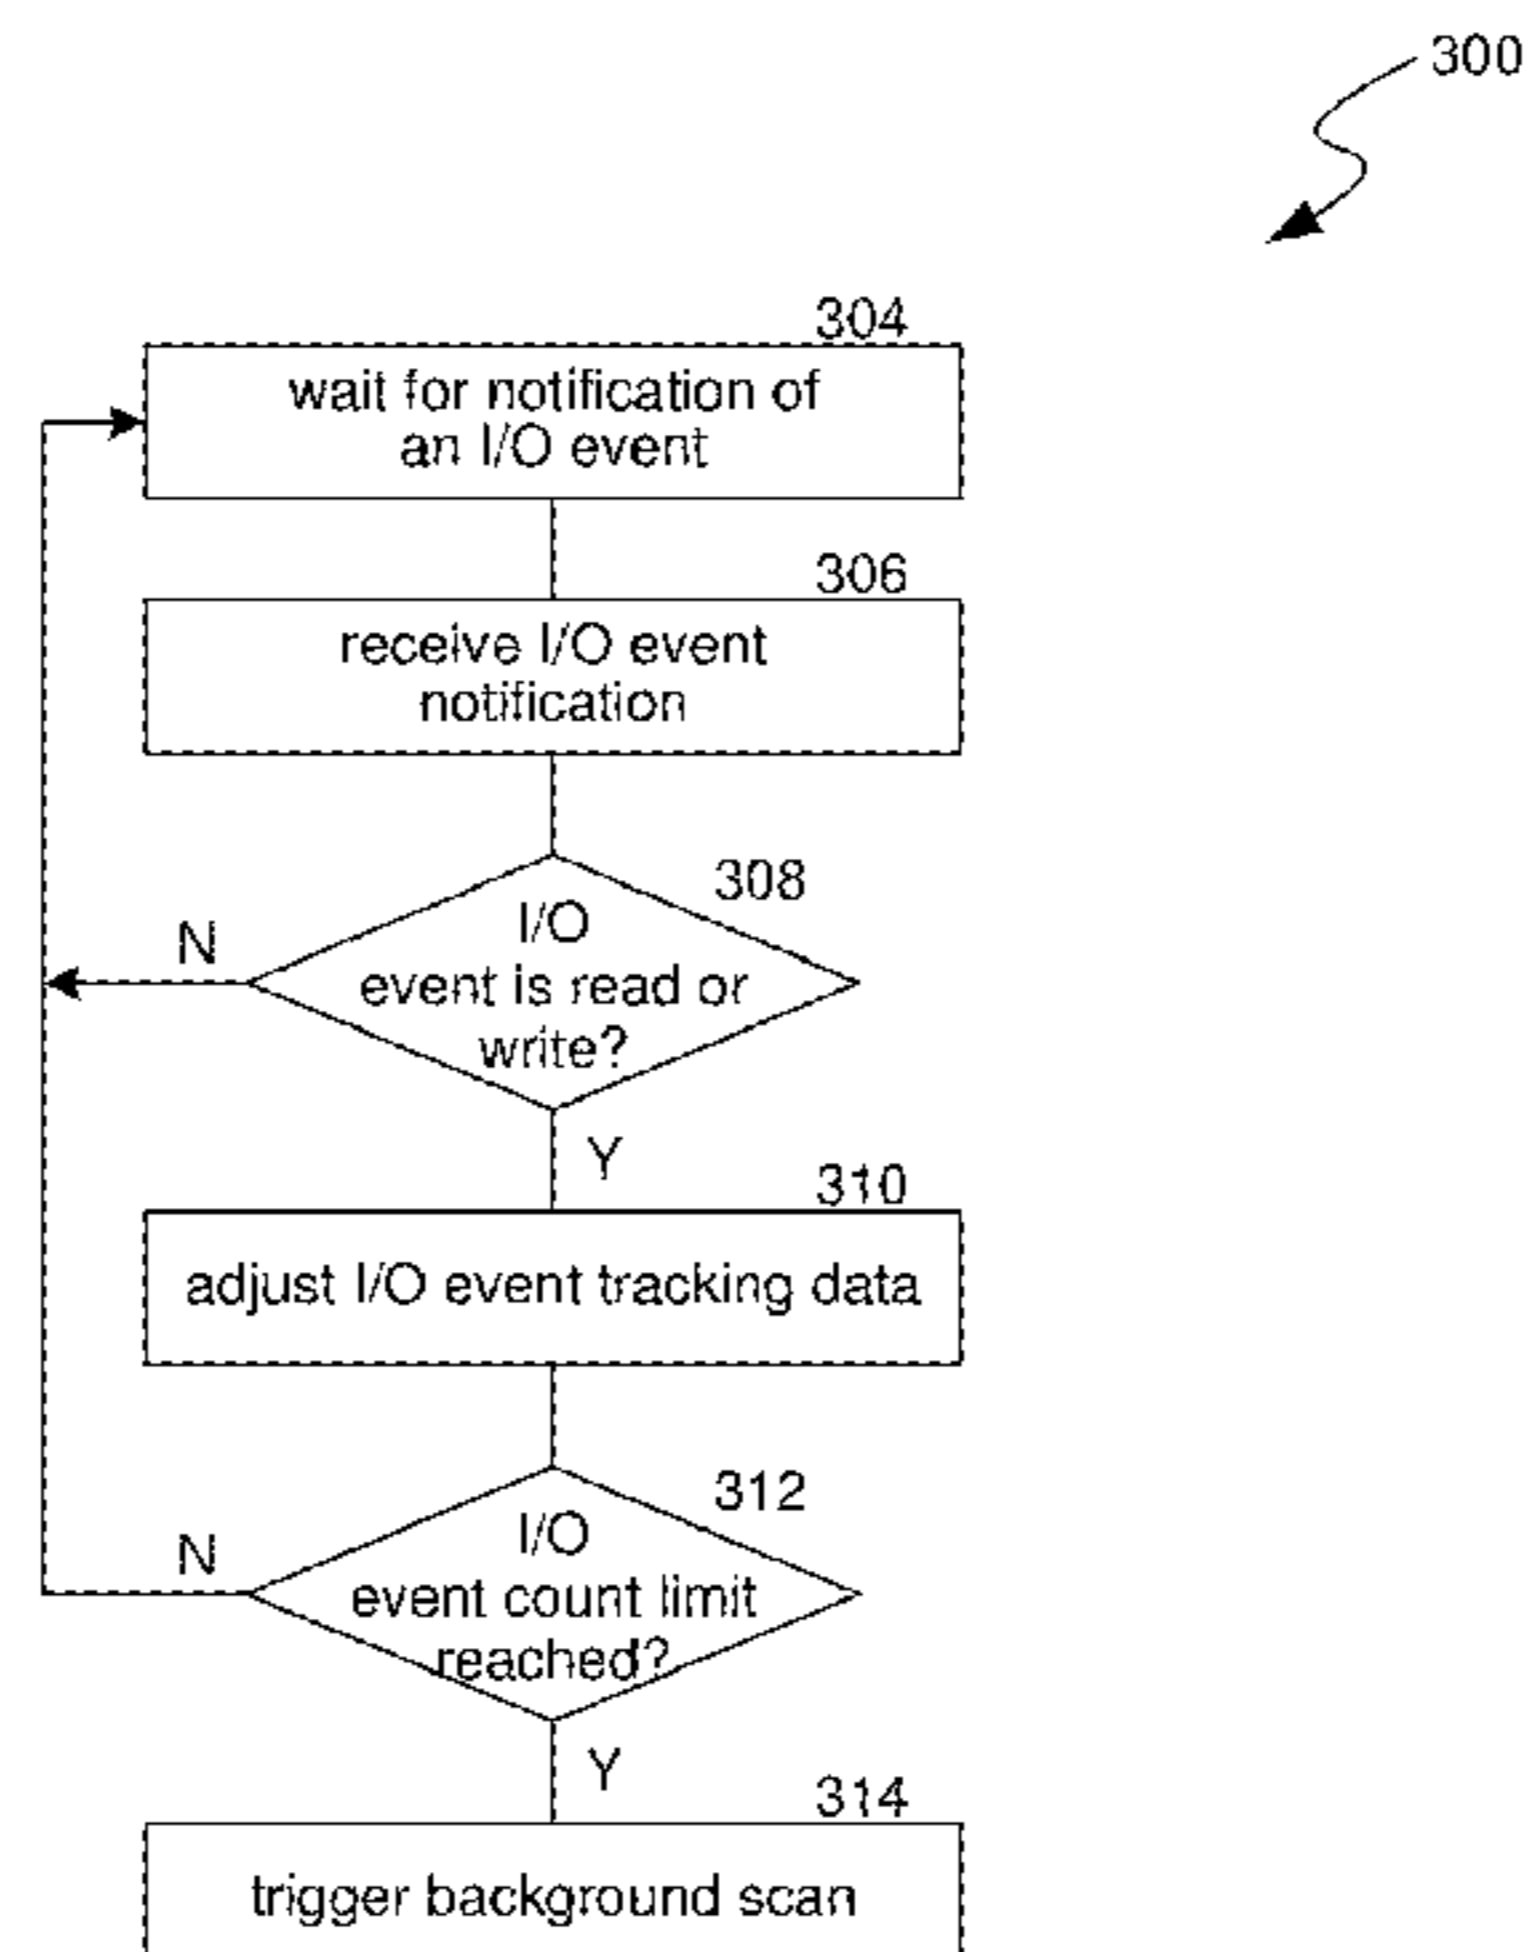 300
304
wait for notification of
an I/O event
306
receive I/O event
notification
308
I/O
event is read or
write?
N
Y
310
adjust I/O event tracking data
312
I/O
event count limit
reached?
N
Y
314
trigger background scan